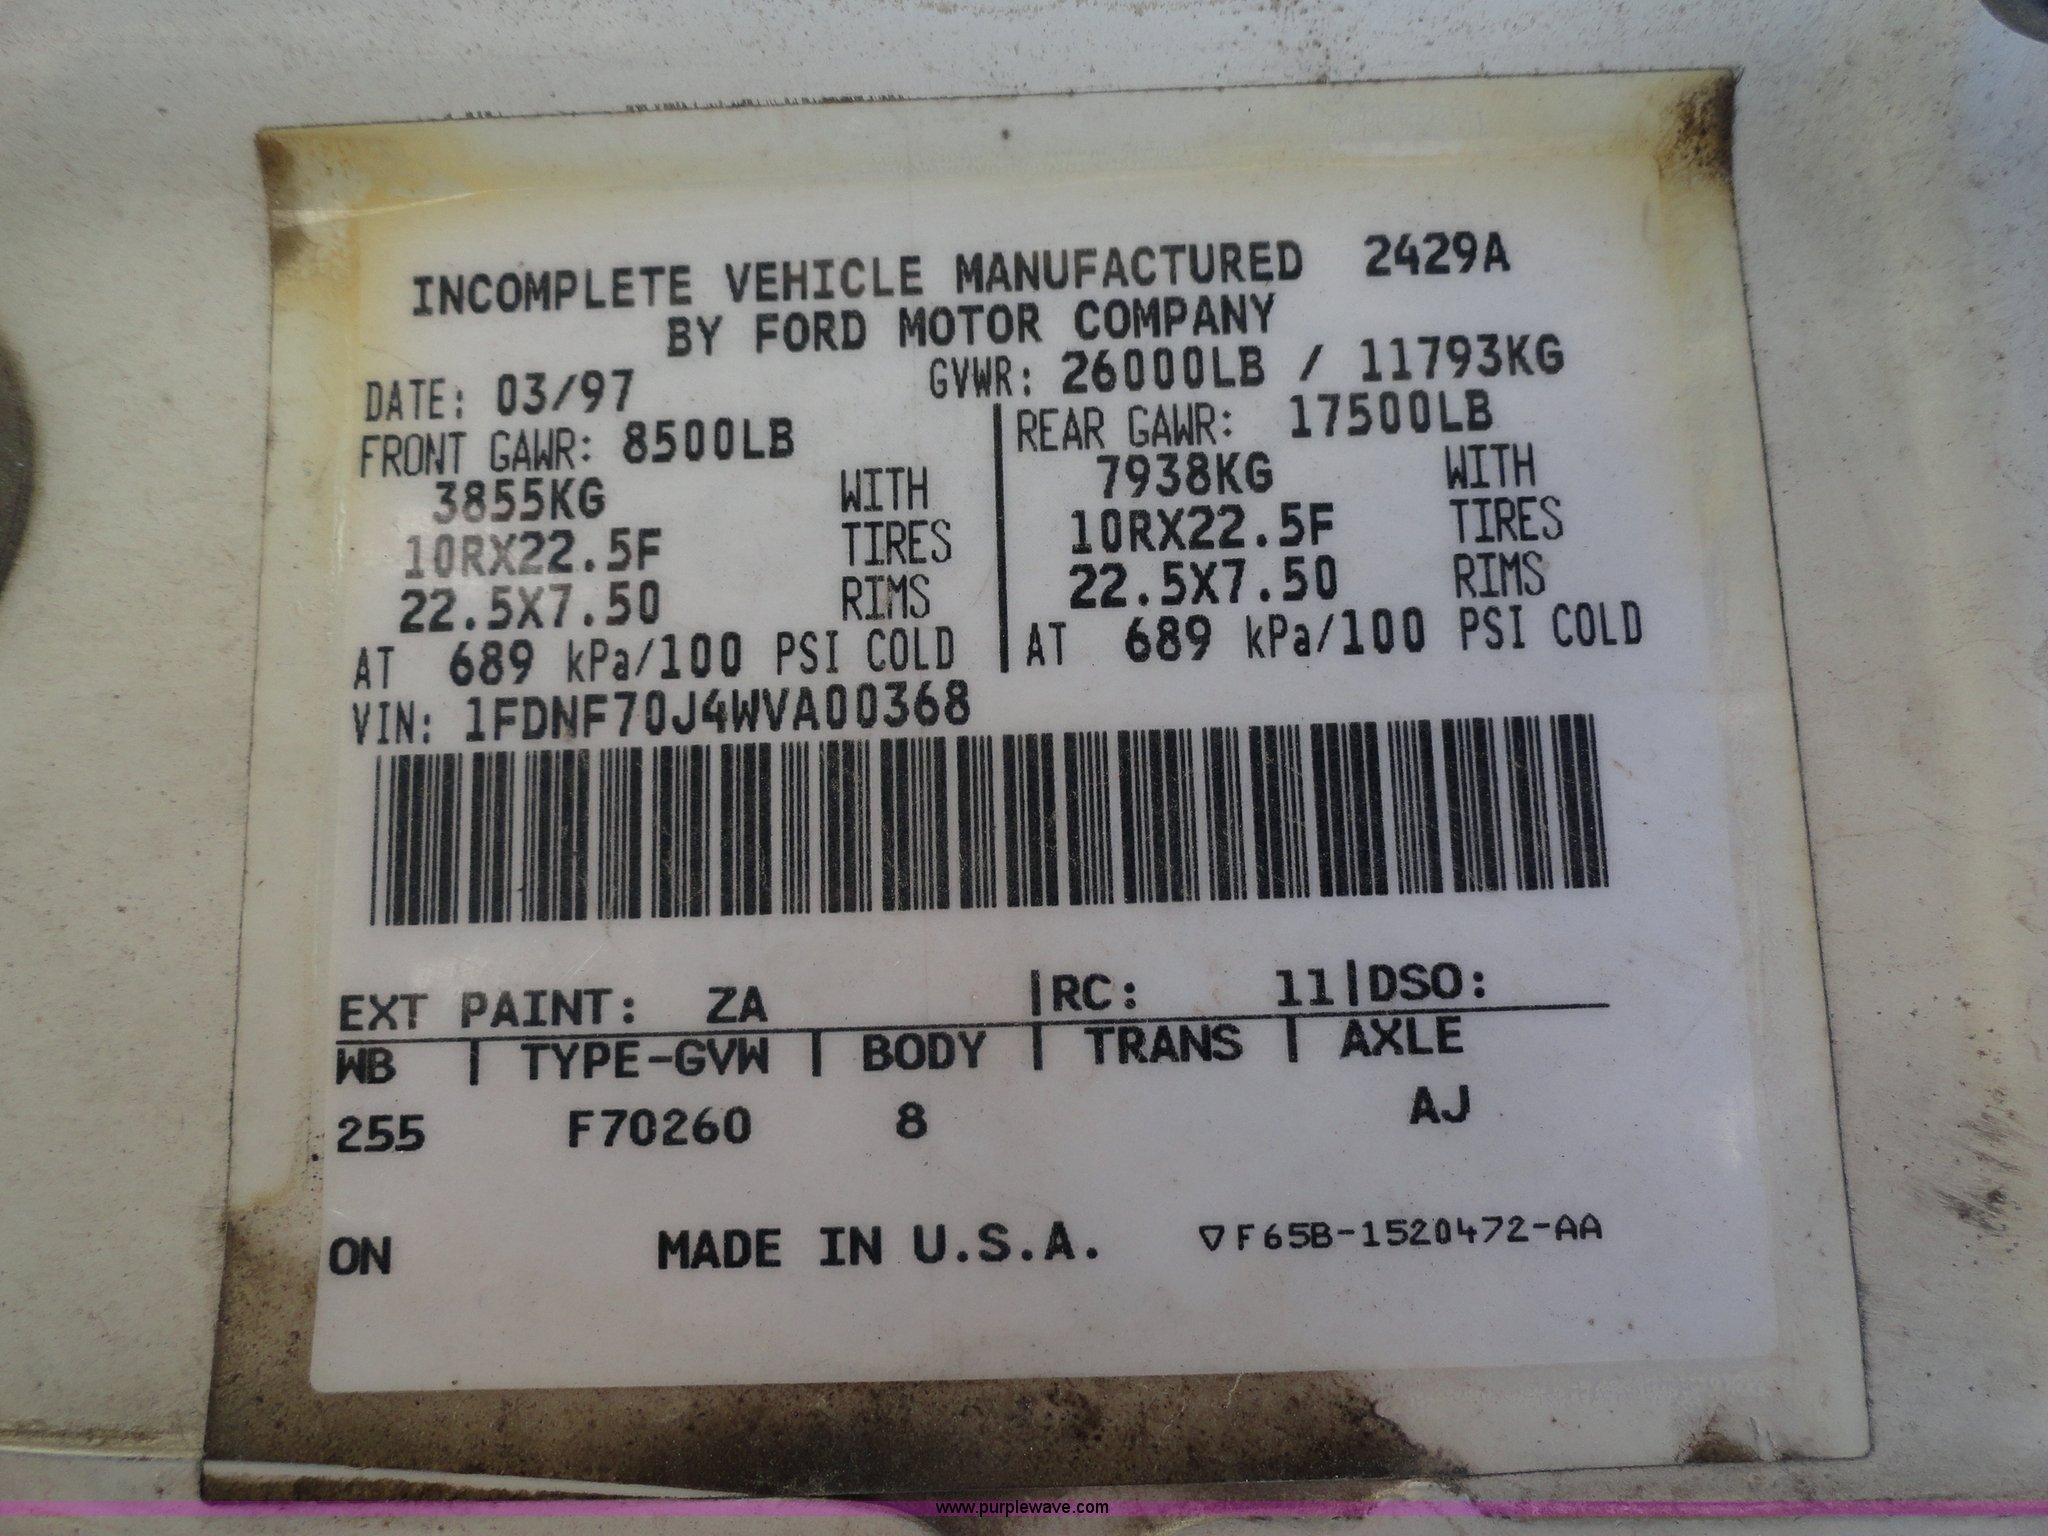 INCOMPLETE VEHICLE MANUFACTURED 2429A
BY FORD MOTOR COMPANY
DATE: 03/97 GVWR: 26000LB / 11793KG
FRONT GAWR: 8500LB REAR GAWR: 17500LB
3855KG WITH 7938KG WITH
10RX22.5F TIRES 10RX22.5F TIRES
22.5X7.50 RIMS 22.5X7.50 RIMS
AT 689 kPa/100 PSI COLD AT 689 kPa/100 PSI COLD
VIN: 1FDNF70J4WVA00368
EXT PAINT: ZA |RC: 11|DSO:
WB | TYPE-GVW | BODY | TRANS | AXLE
255 F70260 8 AJ
ON MADE IN U.S.A. ▽F65B-1520472-AA
www.purplewave.com